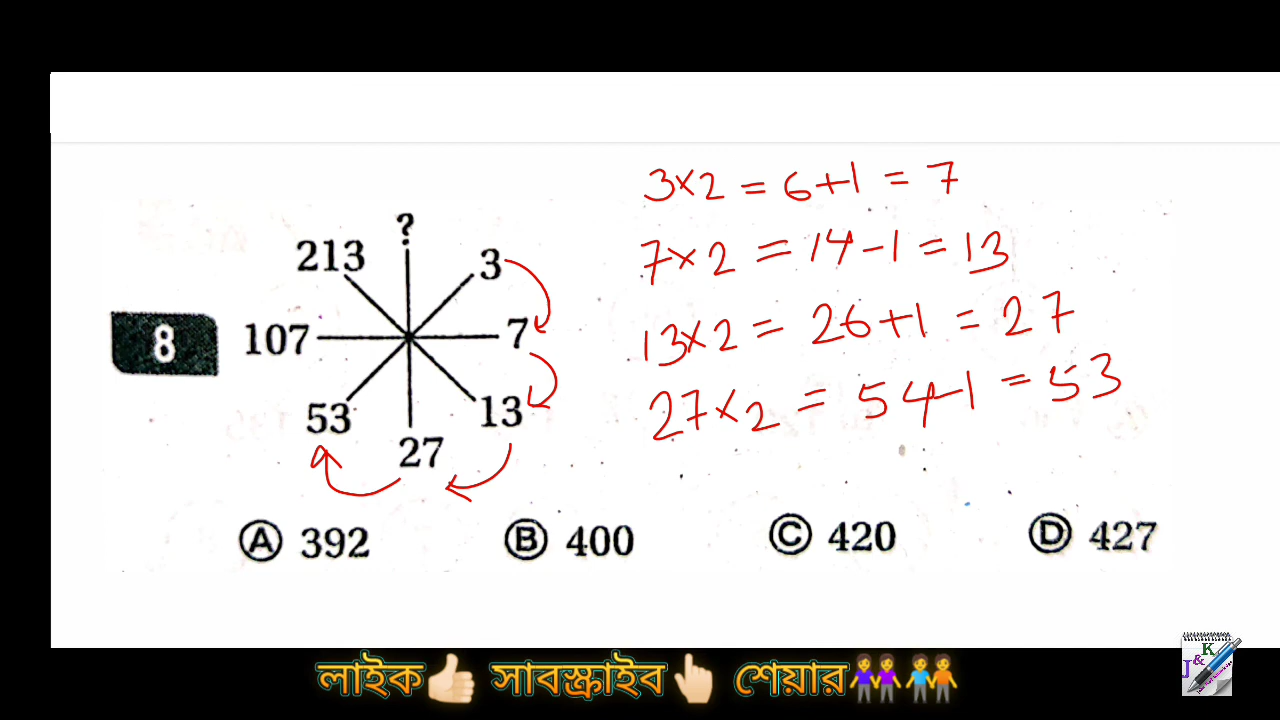 3×2 = 6+1 = 7
7×2 = 14-1 = 13
13×2 = 26+1 = 27
27×2 = 54-1 = 53
?
213 3
107 7
53 13
27
8
Ⓐ 392 Ⓑ 400 Ⓒ 420 Ⓓ 427
লাইক👍🏻 সাবস্ক্রাইব👆🏻 শেয়ার👭👫
J&K